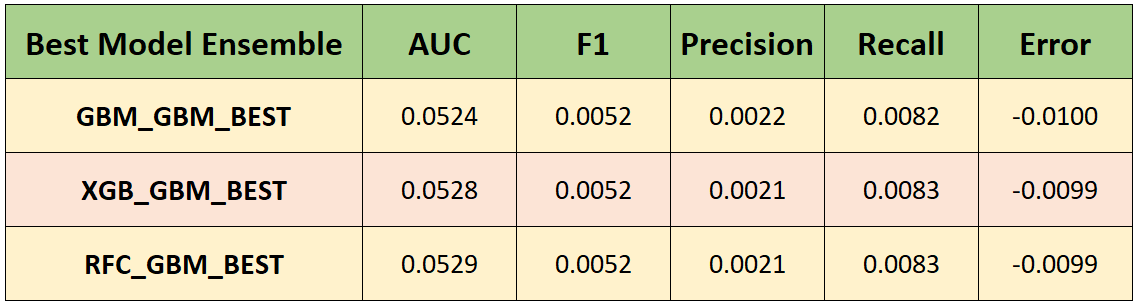 Best Model Ensemble AUC F1 Precision Recall Error
GBM_GBM_BEST 0.0524 0.0052 0.0022 0.0082 -0.0100
XGB_GBM_BEST 0.0528 0.0052 0.0021 0.0083 -0.0099
RFC_GBM_BEST 0.0529 0.0052 0.0021 0.0083 -0.0099